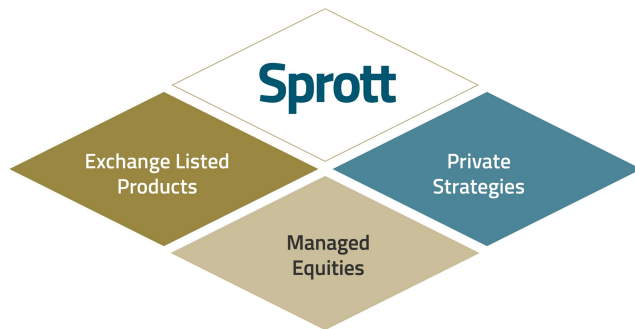 Sprott
Exchange Listed
Products
Private
Strategies
Managed
Equities